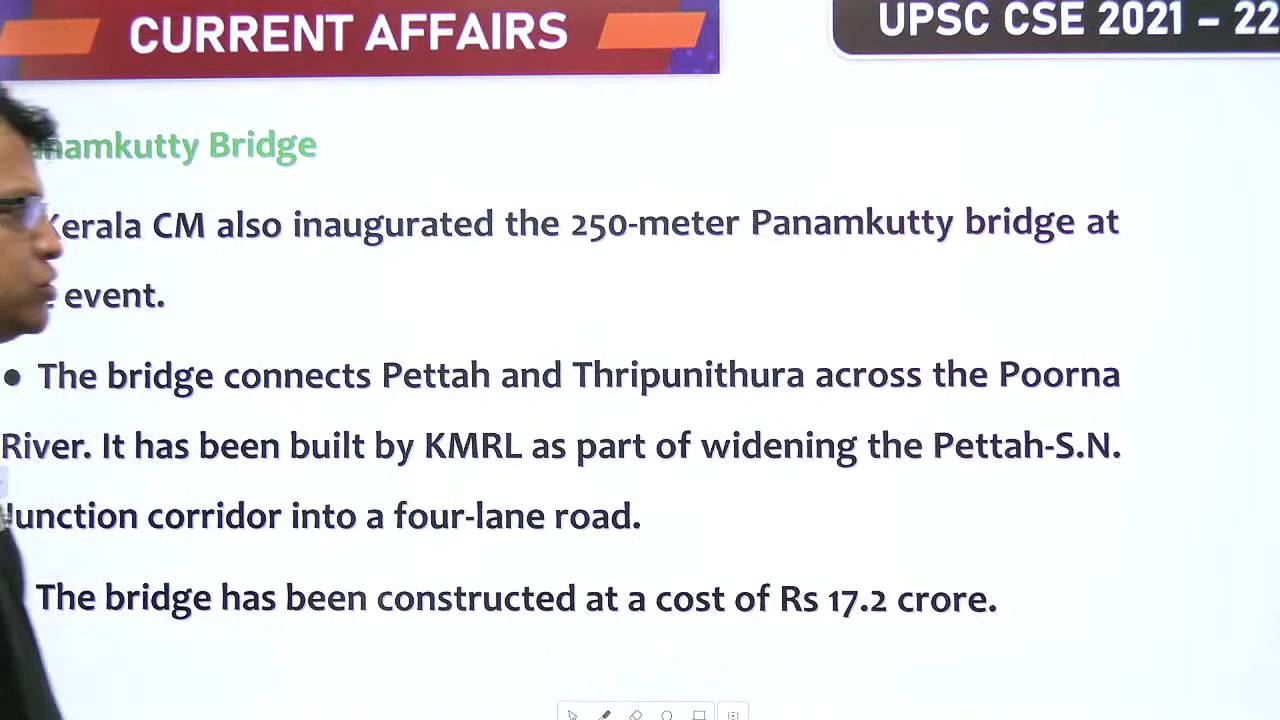 CURRENT AFFAIRS
UPSC CSE 2021 – 22
Panamkutty Bridge
Kerala CM also inaugurated the 250-meter Panamkutty bridge at
event.
• The bridge connects Pettah and Thripunithura across the Poorna
River. It has been built by KMRL as part of widening the Pettah-S.N.
Junction corridor into a four-lane road.
The bridge has been constructed at a cost of Rs 17.2 crore.